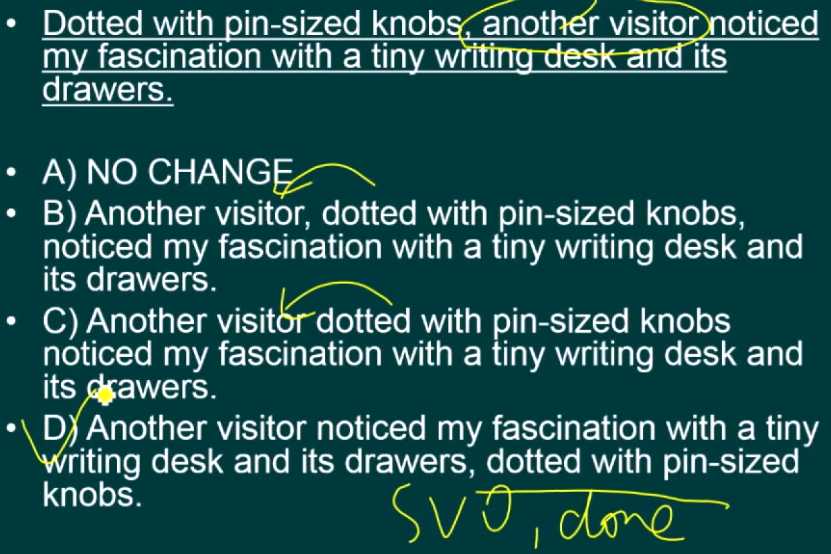 • Dotted with pin-sized knobs, another visitor noticed
my fascination with a tiny writing desk and its
drawers.
• A) NO CHANGE
• B) Another visitor, dotted with pin-sized knobs,
noticed my fascination with a tiny writing desk and
its drawers.
• C) Another visitor dotted with pin-sized knobs
noticed my fascination with a tiny writing desk and
its drawers.
• D) Another visitor noticed my fascination with a tiny
writing desk and its drawers, dotted with pin-sized
knobs.
SVO, done